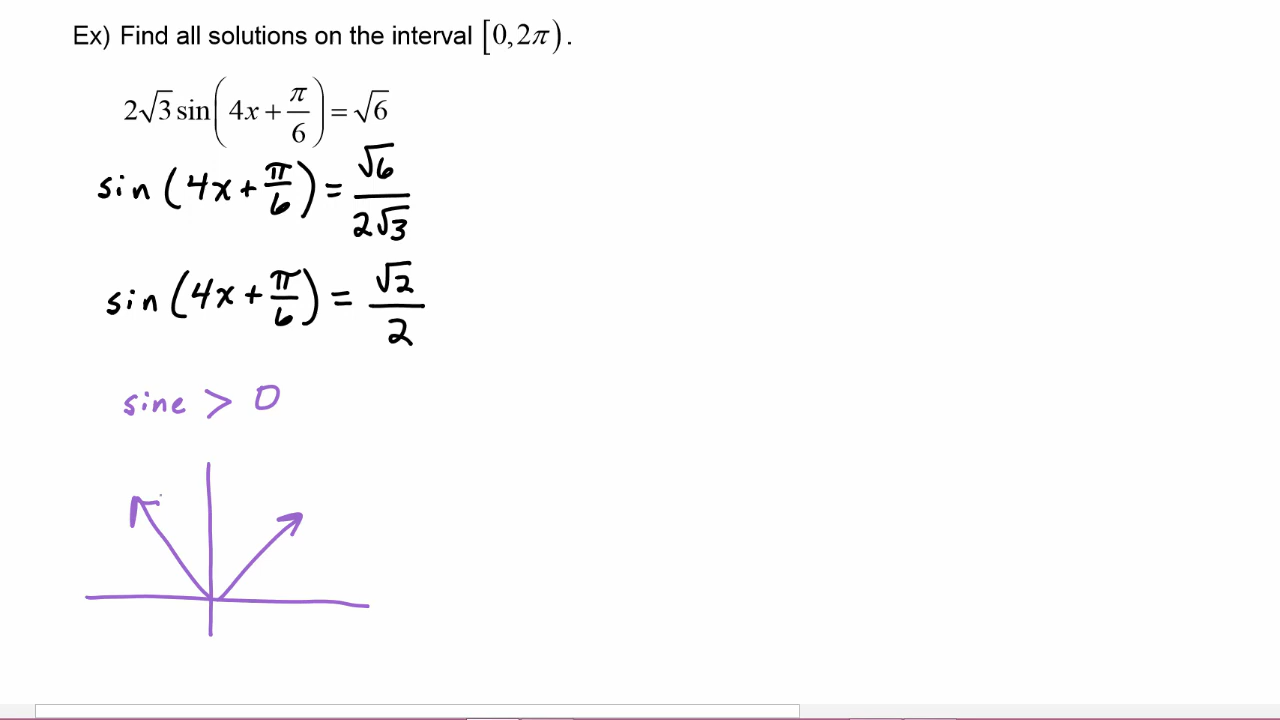 Ex) Find all solutions on the interval [0, 2π).
2√3 sin(4x + π/6) = √6
sin (4x + π/6) = √6/2√3
sin (4x + π/6) = √2/2
sine > 0